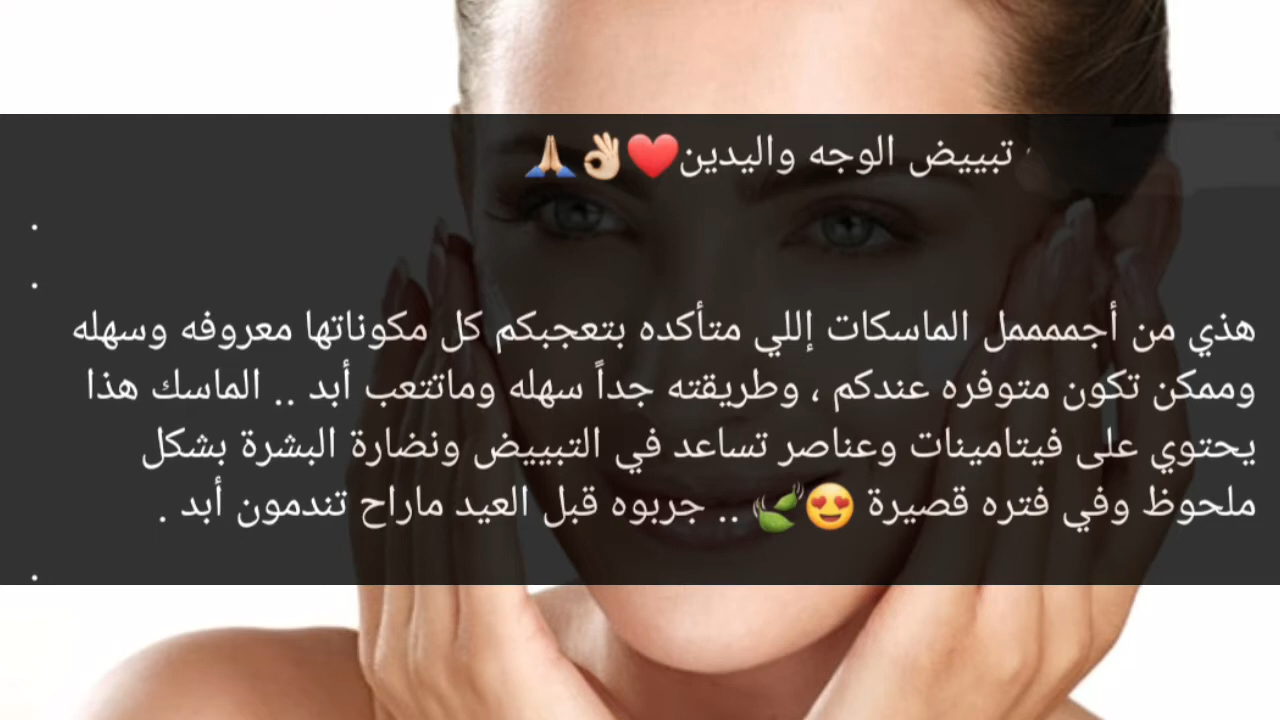 تبييض الوجه واليدين❤️👌🏼🙏🏼
.
.
هذي من أجمممممل الماسكات إللي متأكده بتعجبكم كل مكوناتها معروفه وسهله
وممكن تكون متوفره عندكم ، وطريقته جداً سهله وماتتعب أبد .. الماسك هذا
يحتوي على فيتامينات وعناصر تساعد في التبييض ونضارة البشرة بشكل
ملحوظ وفي فتره قصيرة 😍🍃 .. جربوه قبل العيد ماراح تندمون أبد .
.